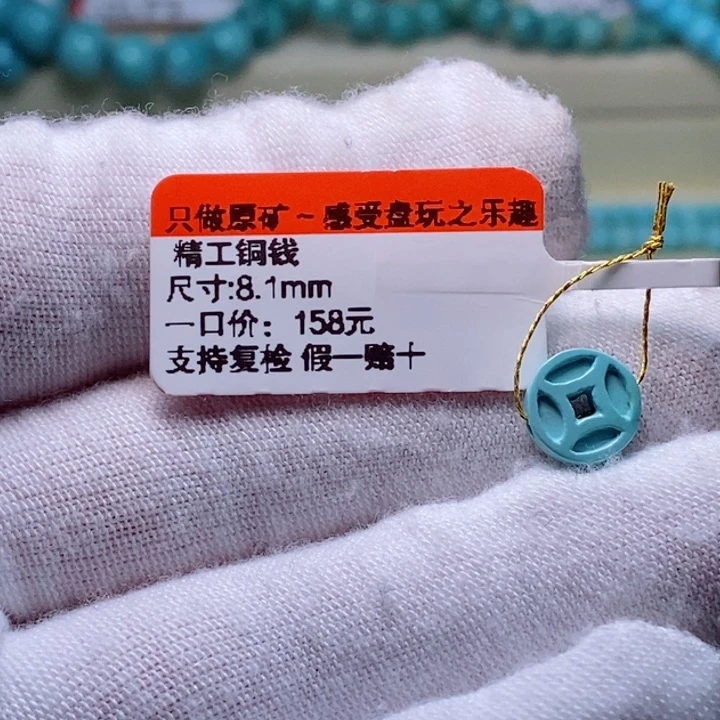 只做原矿~感受盘玩之乐趣
精工铜钱
尺寸:8.1mm
一口价：158元
支持复检 假一赔十